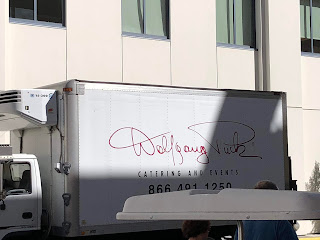 Wolfgang Puck
CATERING AND EVENTS
866.491.1250